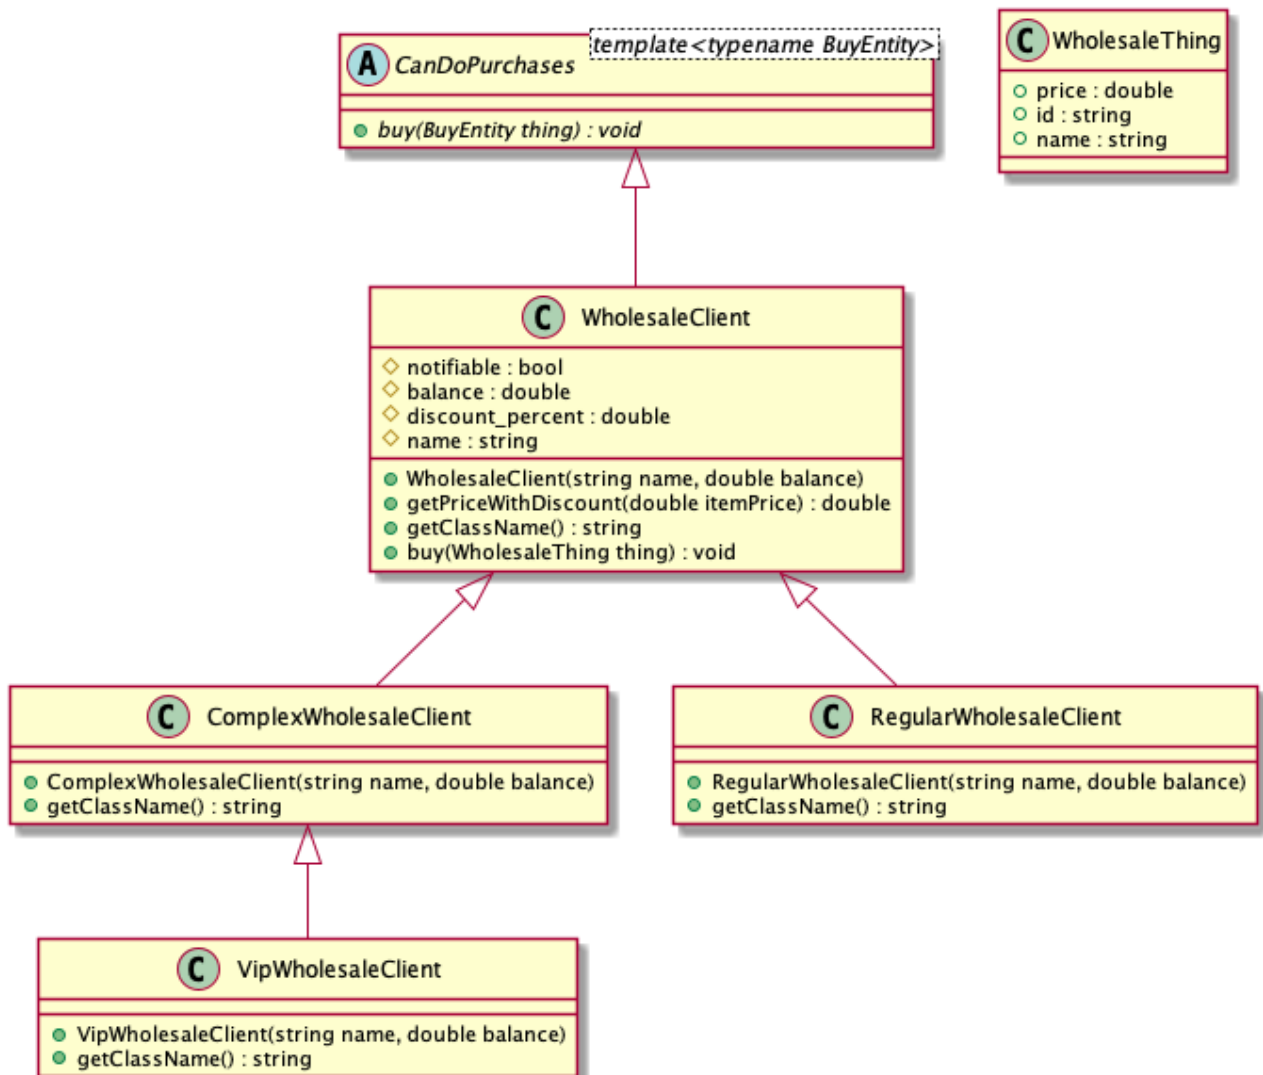 A CanDoPurchases
template<typename BuyEntity>
buy(BuyEntity thing) : void
C WholesaleThing
price : double
id : string
name : string
C WholesaleClient
notifiable : bool
balance : double
discount_percent : double
name : string
WholesaleClient(string name, double balance)
getPriceWithDiscount(double itemPrice) : double
getClassName() : string
buy(WholesaleThing thing) : void
C ComplexWholesaleClient
ComplexWholesaleClient(string name, double balance)
getClassName() : string
C RegularWholesaleClient
RegularWholesaleClient(string name, double balance)
getClassName() : string
C VipWholesaleClient
VipWholesaleClient(string name, double balance)
getClassName() : string